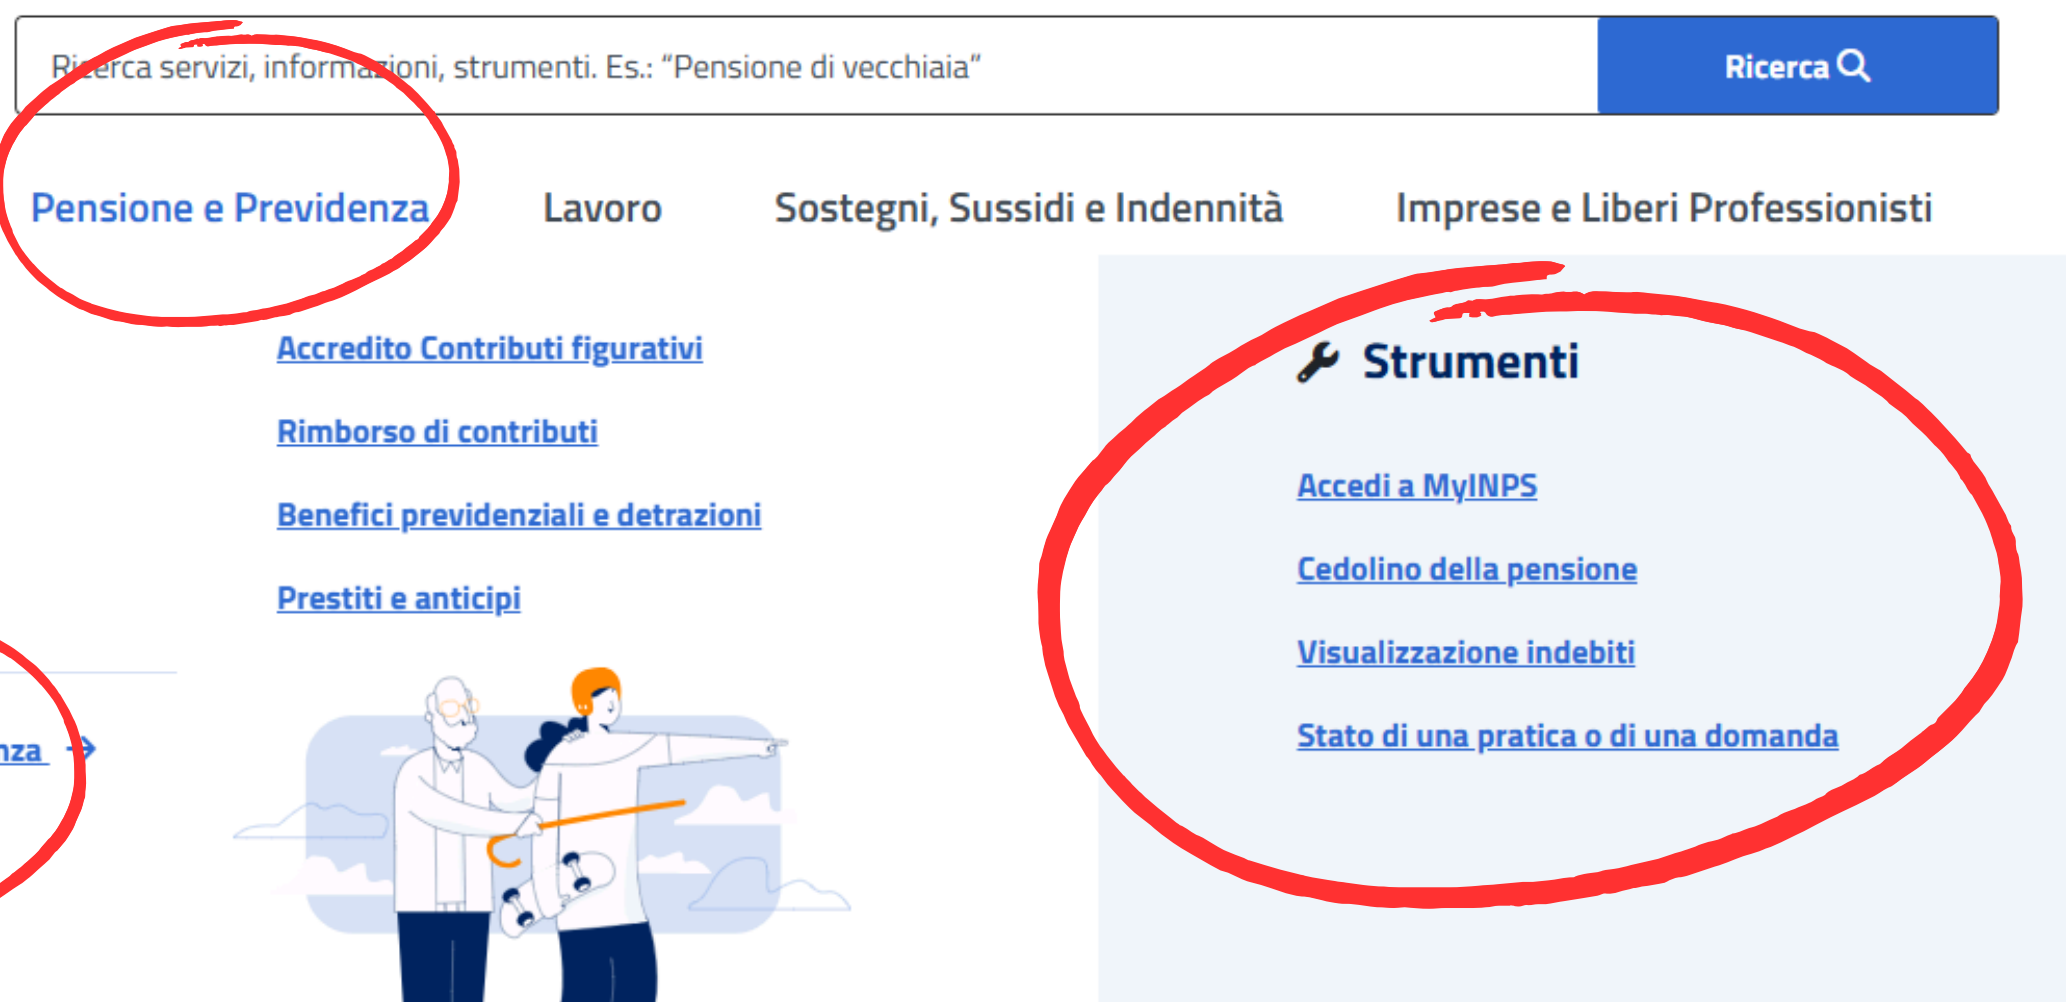 Ricerca servizi, informazioni, strumenti. Es.: “Pensione di vecchiaia”
Ricerca
Pensione e Previdenza
Lavoro
Sostegni, Sussidi e Indennità
Imprese e Liberi Professionisti
Accredito Contributi figurativi
Rimborso di contributi
Benefici previdenziali e detrazioni
Prestiti e anticipi
nza
Strumenti
Accedi a MyINPS
Cedolino della pensione
Visualizzazione indebiti
Stato di una pratica o di una domanda